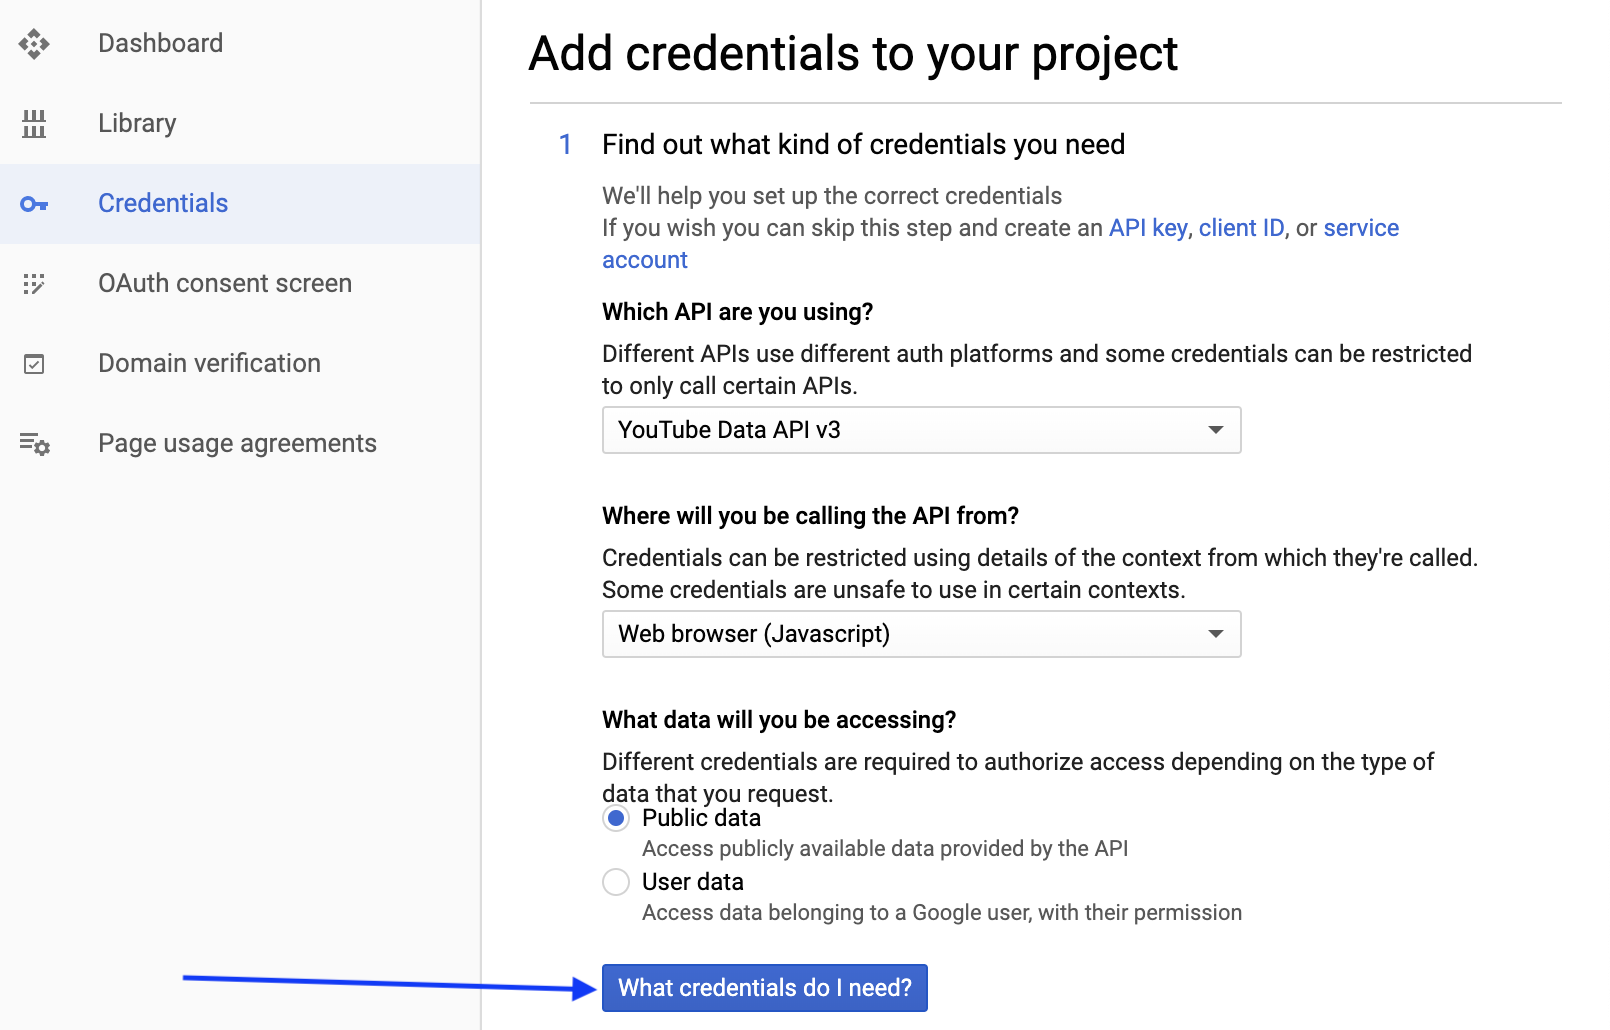 Dashboard
Library
Credentials
OAuth consent screen
Domain verification
Page usage agreements
Add credentials to your project
1 Find out what kind of credentials you need
We'll help you set up the correct credentials
If you wish you can skip this step and create an API key, client ID, or service
account
Which API are you using?
Different APIs use different auth platforms and some credentials can be restricted
to only call certain APIs.
YouTube Data API v3
Where will you be calling the API from?
Credentials can be restricted using details of the context from which they're called.
Some credentials are unsafe to use in certain contexts.
Web browser (Javascript)
What data will you be accessing?
Different credentials are required to authorize access depending on the type of
data that you request.
Public data
Access publicly available data provided by the API
User data
Access data belonging to a Google user, with their permission
What credentials do I need?